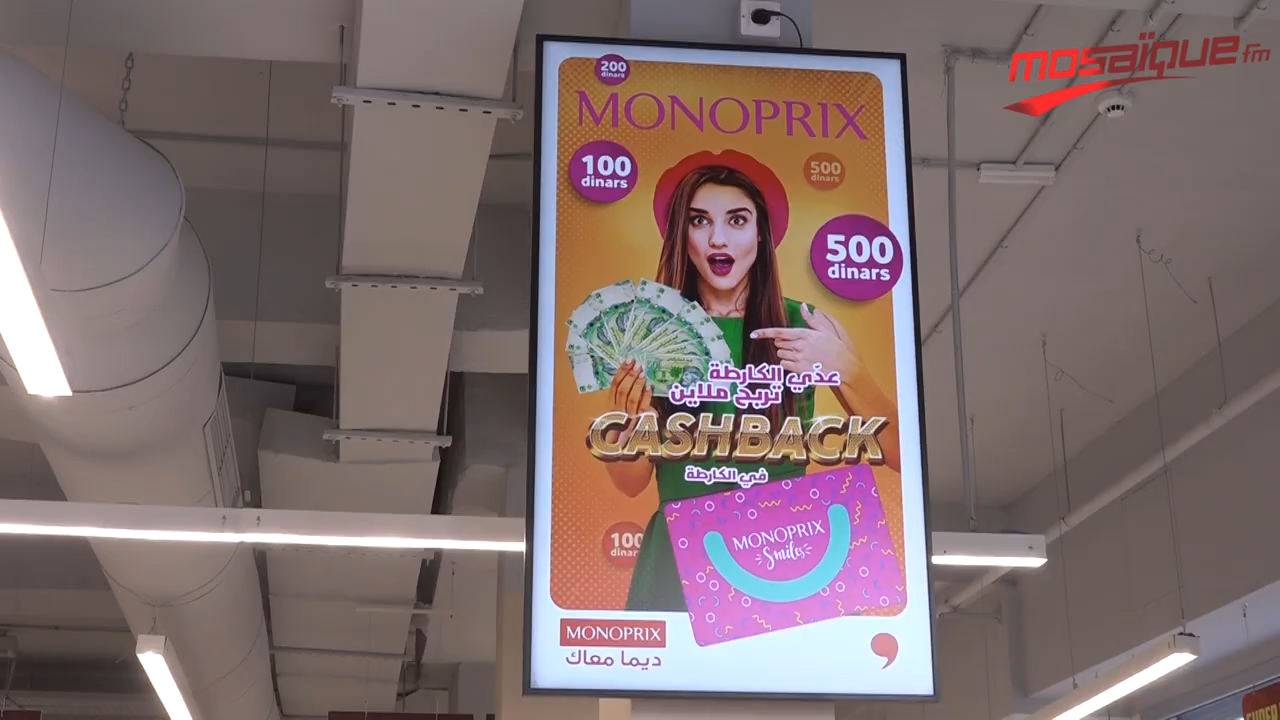 mosaïque fm
200
dinars
MONOPRIX
100
dinars
500
dinars
500
dinars
عدّي الكارطة
تربح ملاين
CASHBACK
في الكارطة
100
MONOPRIX
Smiles
MONOPRIX
ديما معاك